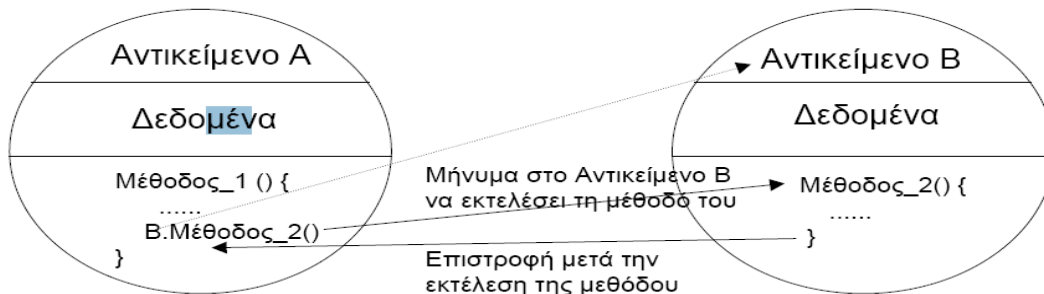 Αντικείμενο Α
Δεδομένα
Μέθοδος_1 () {
......
Β.Μέθοδος_2()
}
Μήνυμα στο Αντικείμενο Β
να εκτελέσει τη μέθοδό του
Επιστροφή μετά την
εκτέλεση της μεθόδου
Αντικείμενο Β
Δεδομένα
Μέθοδος_2() {
......
}